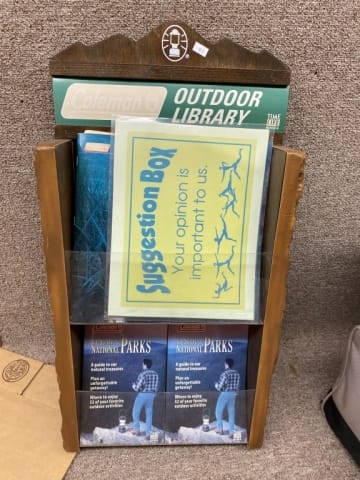 Coleman
OUTDOOR
LIBRARY
TIME
LIFE
Suggestion Box
Your opinion is
important to us.
NATIONAL PARKS
A guide to our
natural treasures
Plus an
unforgettable
getaway!
Where to enjoy
12 of your favorite
outdoor activities
NATIONAL PARKS
A guide to our
natural treasures
Plus an
unforgettable
getaway!
Where to enjoy
12 of your favorite
outdoor activities